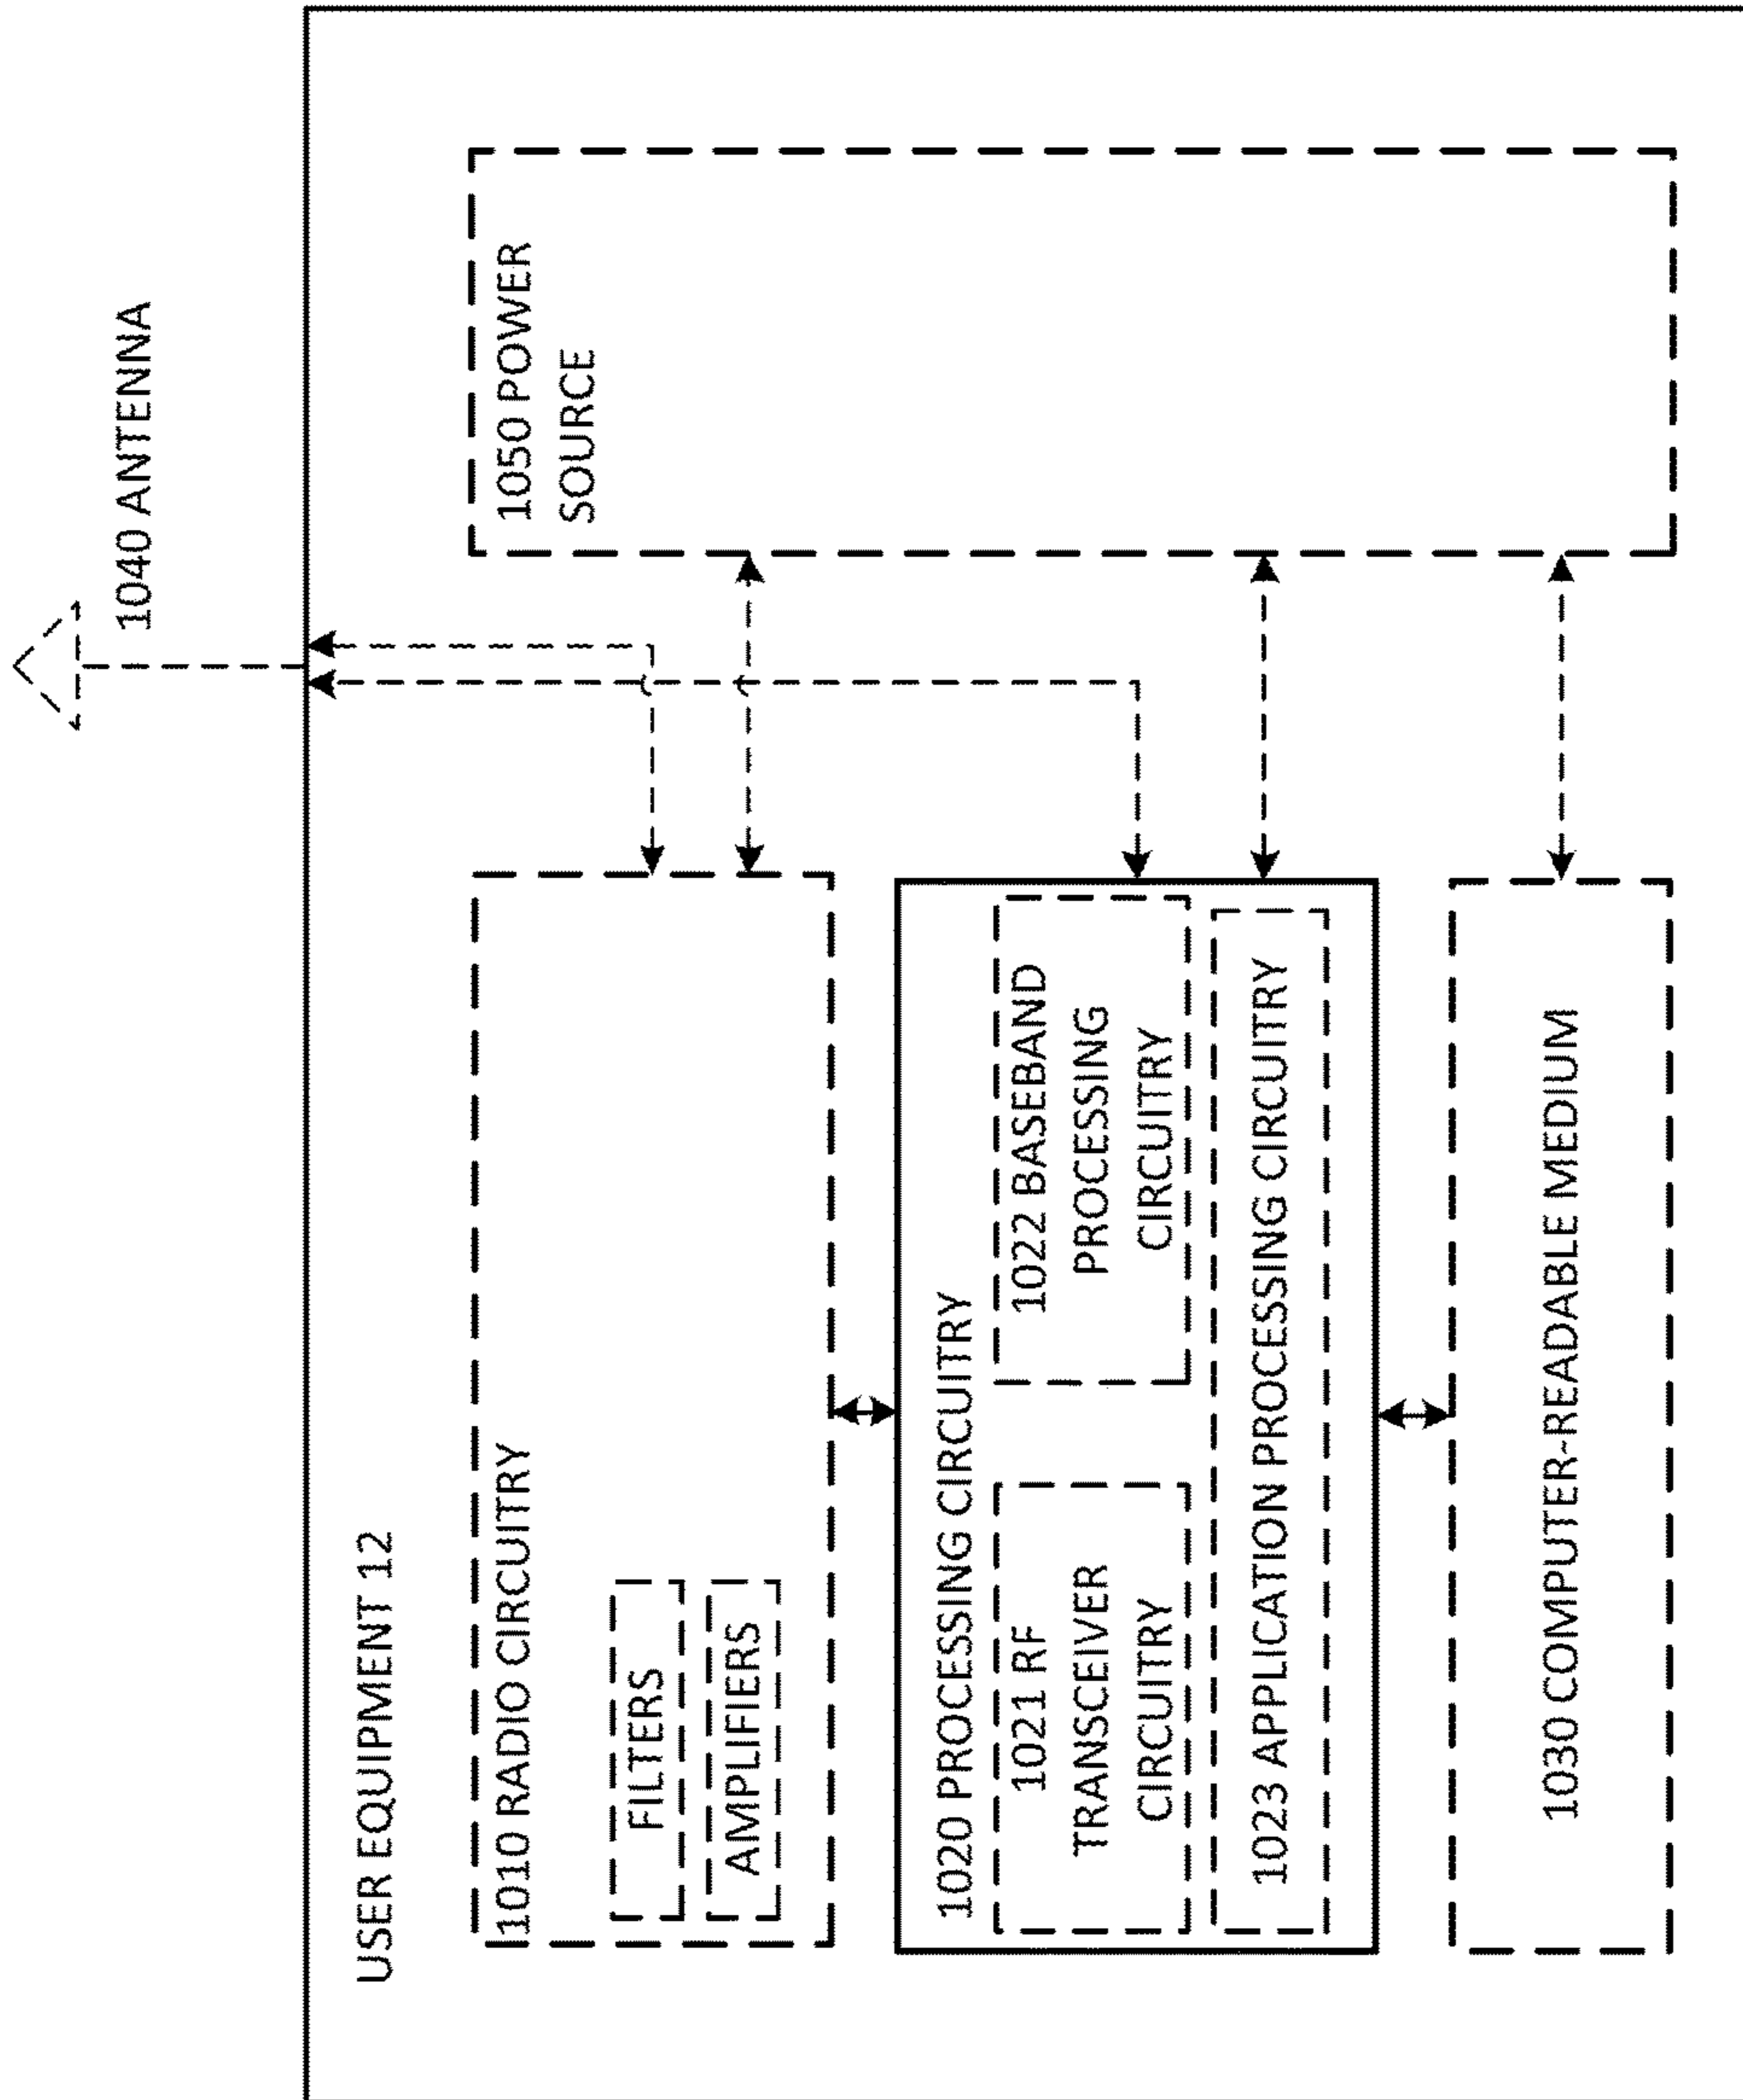 1040 ANTENNA
USER EQUIPMENT 12
1010 RADIO CIRCUITRY
FILTERS
AMPLIFIERS
1020 PROCESSING CIRCUITRY
1021 RF
TRANSCEIVER
CIRCUITRY
1022 BASEBAND
PROCESSING
CIRCUITRY
1023 APPLICATION PROCESSING CIRCUITRY
1030 COMPUTER-READABLE MEDIUM
1050 POWER
SOURCE